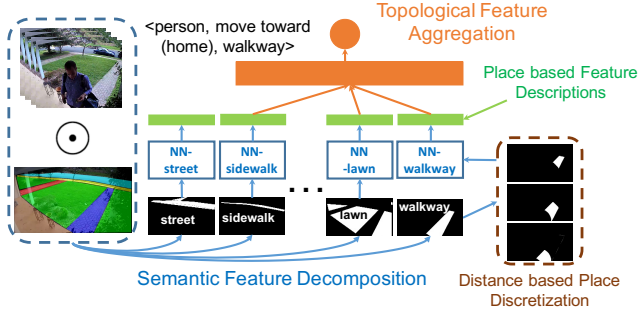 <person, move toward
(home), walkway>
Topological Feature
Aggregation
Place based Feature
Descriptions
NN-
street
NN-
sidewalk
NN
-lawn
NN-
walkway
...
street
sidewalk
lawn
walkway
Semantic Feature Decomposition
Distance based Place
Discretization